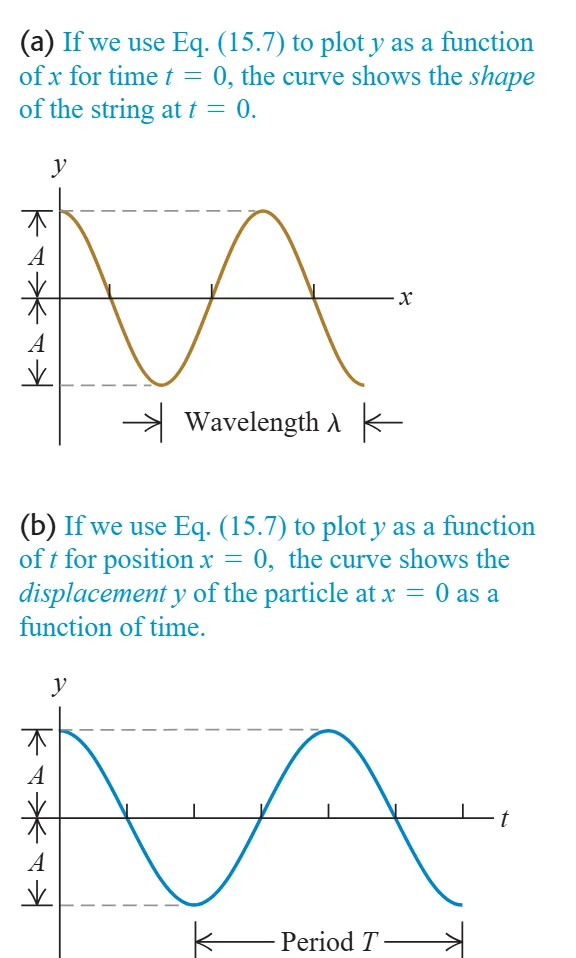 (a) If we use Eq. (15.7) to plot y as a function
of x for time t = 0, the curve shows the shape
of the string at t = 0.
y
A
x
A
Wavelength λ
(b) If we use Eq. (15.7) to plot y as a function
of t for position x = 0, the curve shows the
displacement y of the particle at x = 0 as a
function of time.
y
A
t
A
Period T